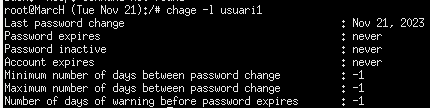 root@MarcH (Tue Nov 21):/# chage -l usuari1
Last password change : Nov 21, 2023
Password expires : never
Password inactive : never
Account expires : never
Minimum number of days between password change : -1
Maximum number of days between password change : -1
Number of days of warning before password expires : -1